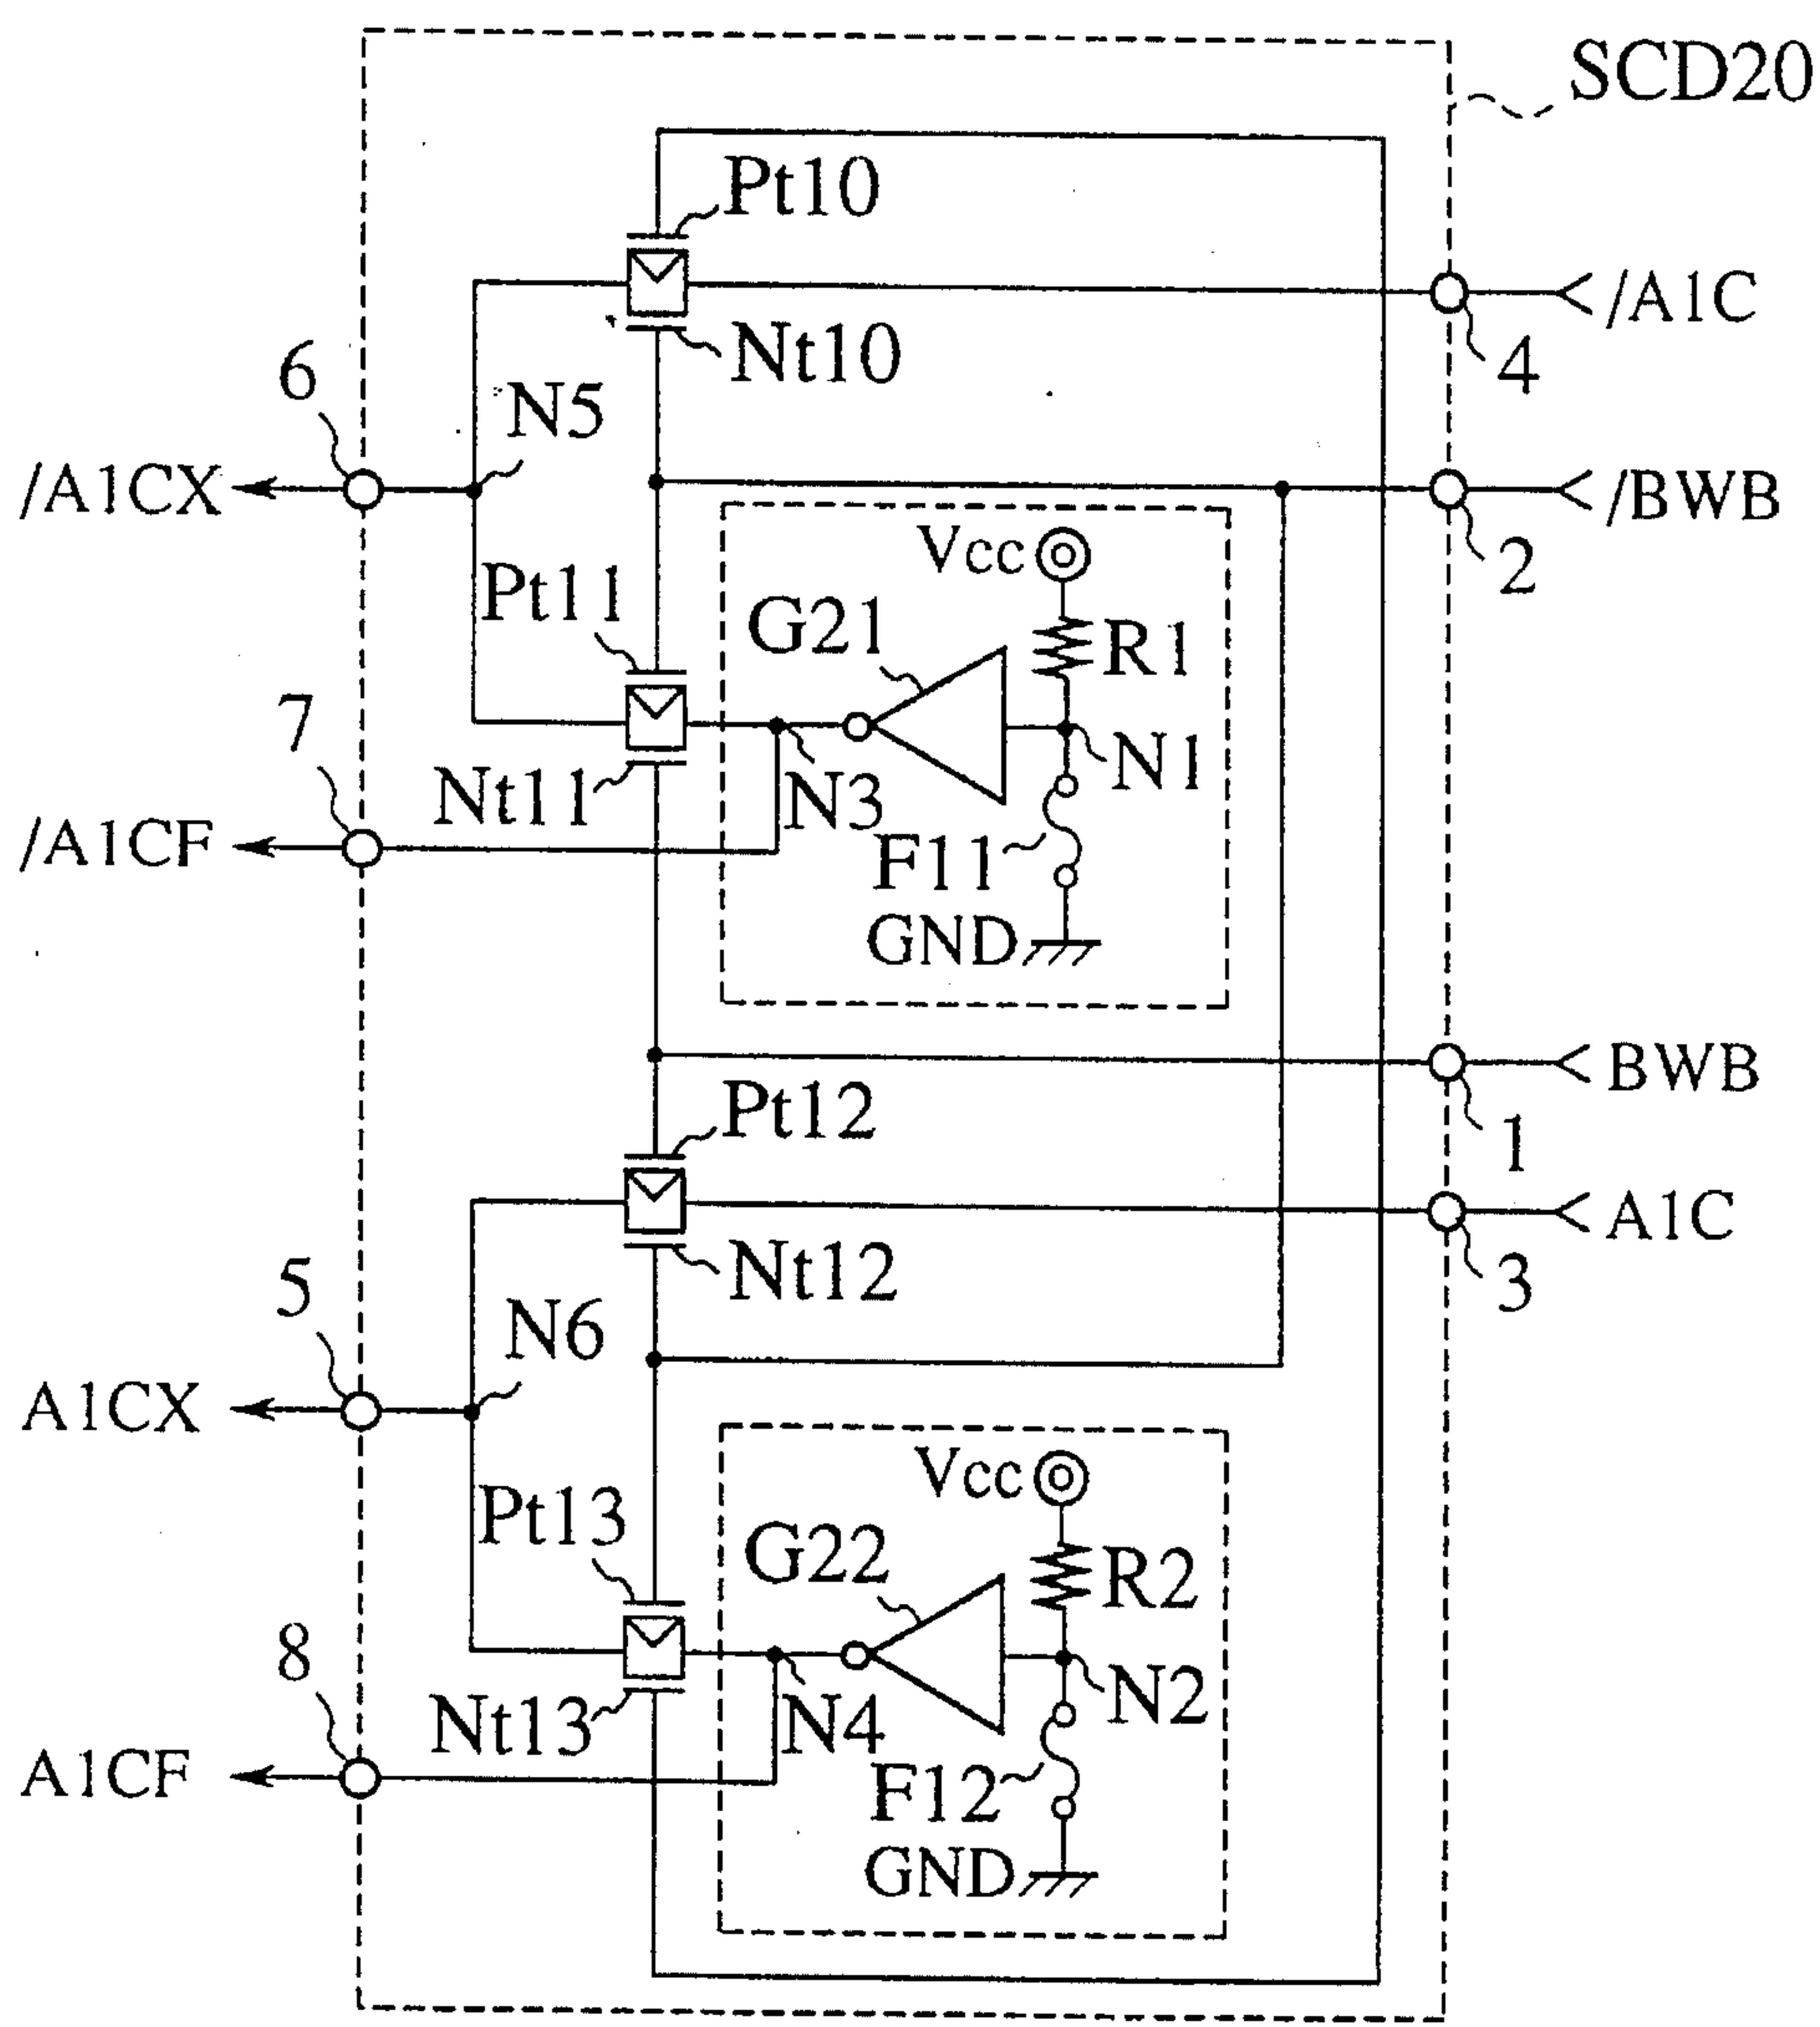 SCD20
Pt10
/A1C
4
Nt10
6
N5
/A1CX
/BWB
2
Vcc
Pt11
G21
R1
7
N1
Nt11
N3
/A1CF
F11
GND
BWB
1
Pt12
A1C
3
Nt12
5
N6
A1CX
Vcc
Pt13
G22
R2
8
N2
Nt13
N4
A1CF
F12
GND